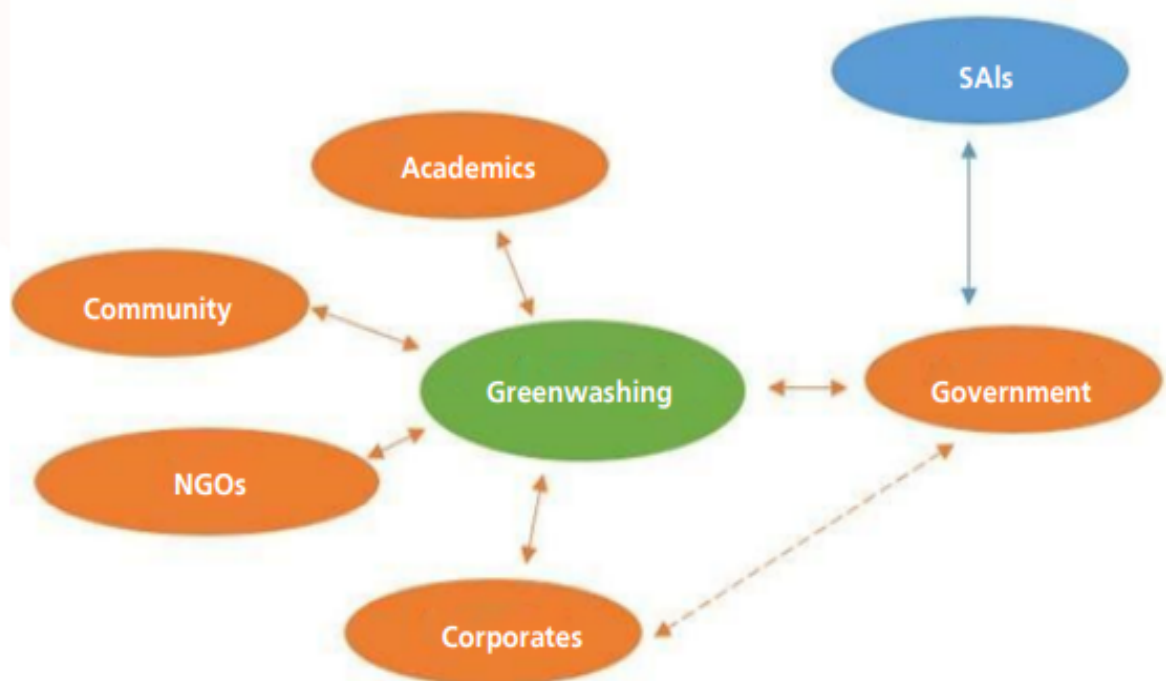 SAIs
Academics
Community
Greenwashing
Government
NGOs
Corporates